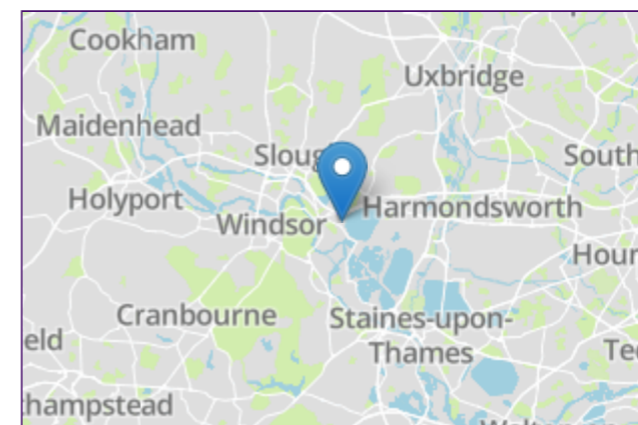 Cookham
Uxbridge
Maidenhead
Sloug
South
Holyport
Harmondsworth
Windsor
Houn
Cranbourne
Staines-upon-
Thames
eld
Te
hampstead